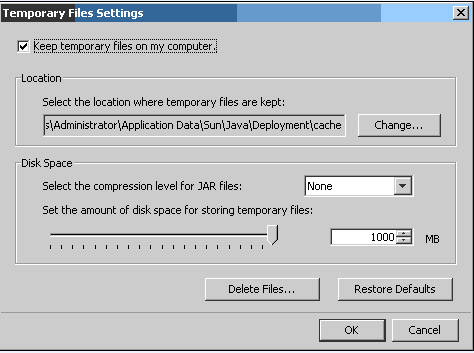 Temporary Files Settings
Keep temporary files on my computer.
Location
Select the location where temporary files are kept:
s\Administrator\Application Data\Sun\Java\Deployment\cache
Change...
Disk Space
Select the compression level for JAR files:
None
Set the amount of disk space for storing temporary files:
1000
MB
Delete Files...
Restore Defaults
OK
Cancel